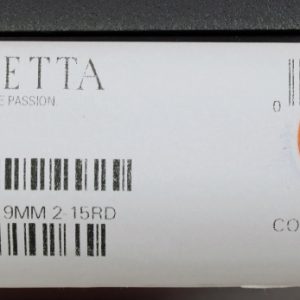 ETTA
E PASSION.
0
9MM 2-15RD
CO